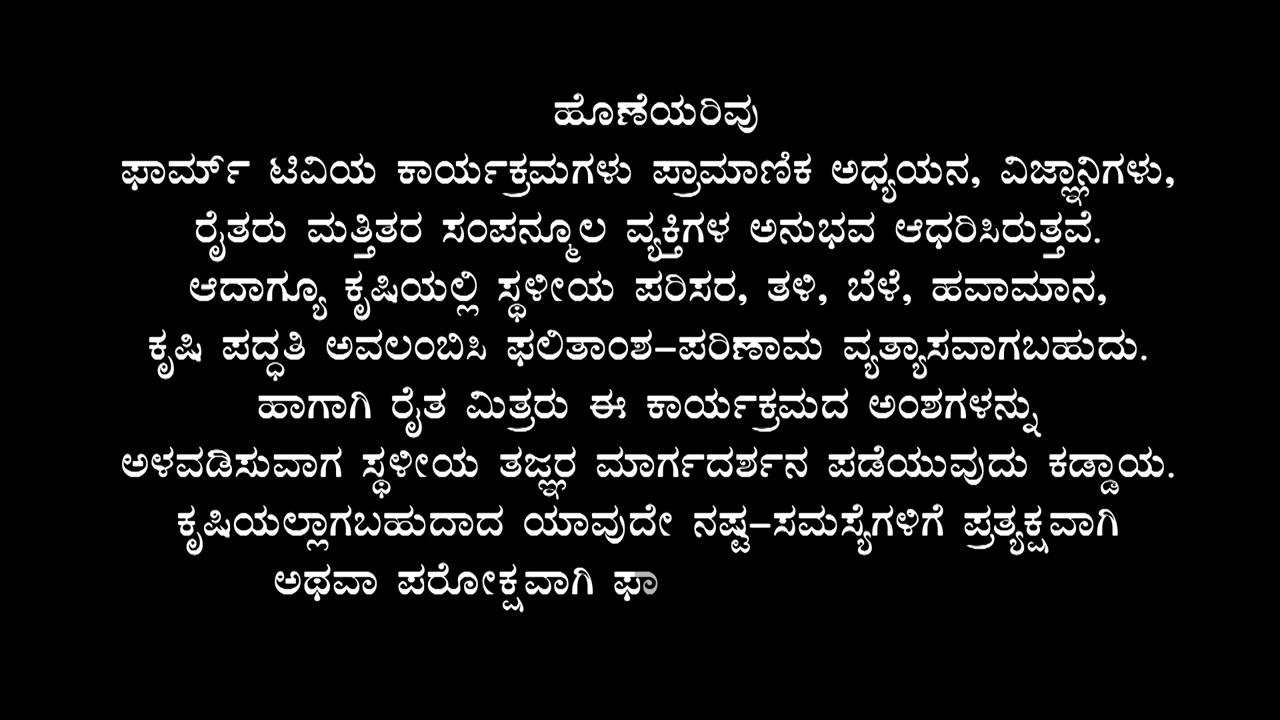 ಹೊಣೆಯರಿವು
ಫಾರ್ಮ್ ಟಿವಿಯ ಕಾರ್ಯಕ್ರಮಗಳು ಪ್ರಾಮಾಣಿಕ ಅಧ್ಯಯನ, ವಿಜ್ಞಾನಿಗಳು,
ರೈತರು ಮತ್ತಿತರ ಸಂಪನ್ಮೂಲ ವ್ಯಕ್ತಿಗಳ ಅನುಭವ ಆಧರಿಸಿರುತ್ತವೆ.
ಆದಾಗ್ಯೂ ಕೃಷಿಯಲ್ಲಿ ಸ್ಥಳೀಯ ಪರಿಸರ, ತಳಿ, ಬೆಳೆ, ಹವಾಮಾನ,
ಕೃಷಿ ಪದ್ಧತಿ ಅವಲಂಬಿಸಿ ಫಲಿತಾಂಶ–ಪರಿಣಾಮ ವ್ಯತ್ಯಾಸವಾಗಬಹುದು.
ಹಾಗಾಗಿ ರೈತ ಮಿತ್ರರು ಈ ಕಾರ್ಯಕ್ರಮದ ಅಂಶಗಳನ್ನು
ಅಳವಡಿಸುವಾಗ ಸ್ಥಳೀಯ ತಜ್ಞರ ಮಾರ್ಗದರ್ಶನ ಪಡೆಯುವುದು ಕಡ್ಡಾಯ.
ಕೃಷಿಯಲ್ಲಾಗಬಹುದಾದ ಯಾವುದೇ ನಷ್ಟ–ಸಮಸ್ಯೆಗಳಿಗೆ ಪ್ರತ್ಯಕ್ಷವಾಗಿ
ಅಥವಾ ಪರೋಕ್ಷವಾಗಿ ಫಾ